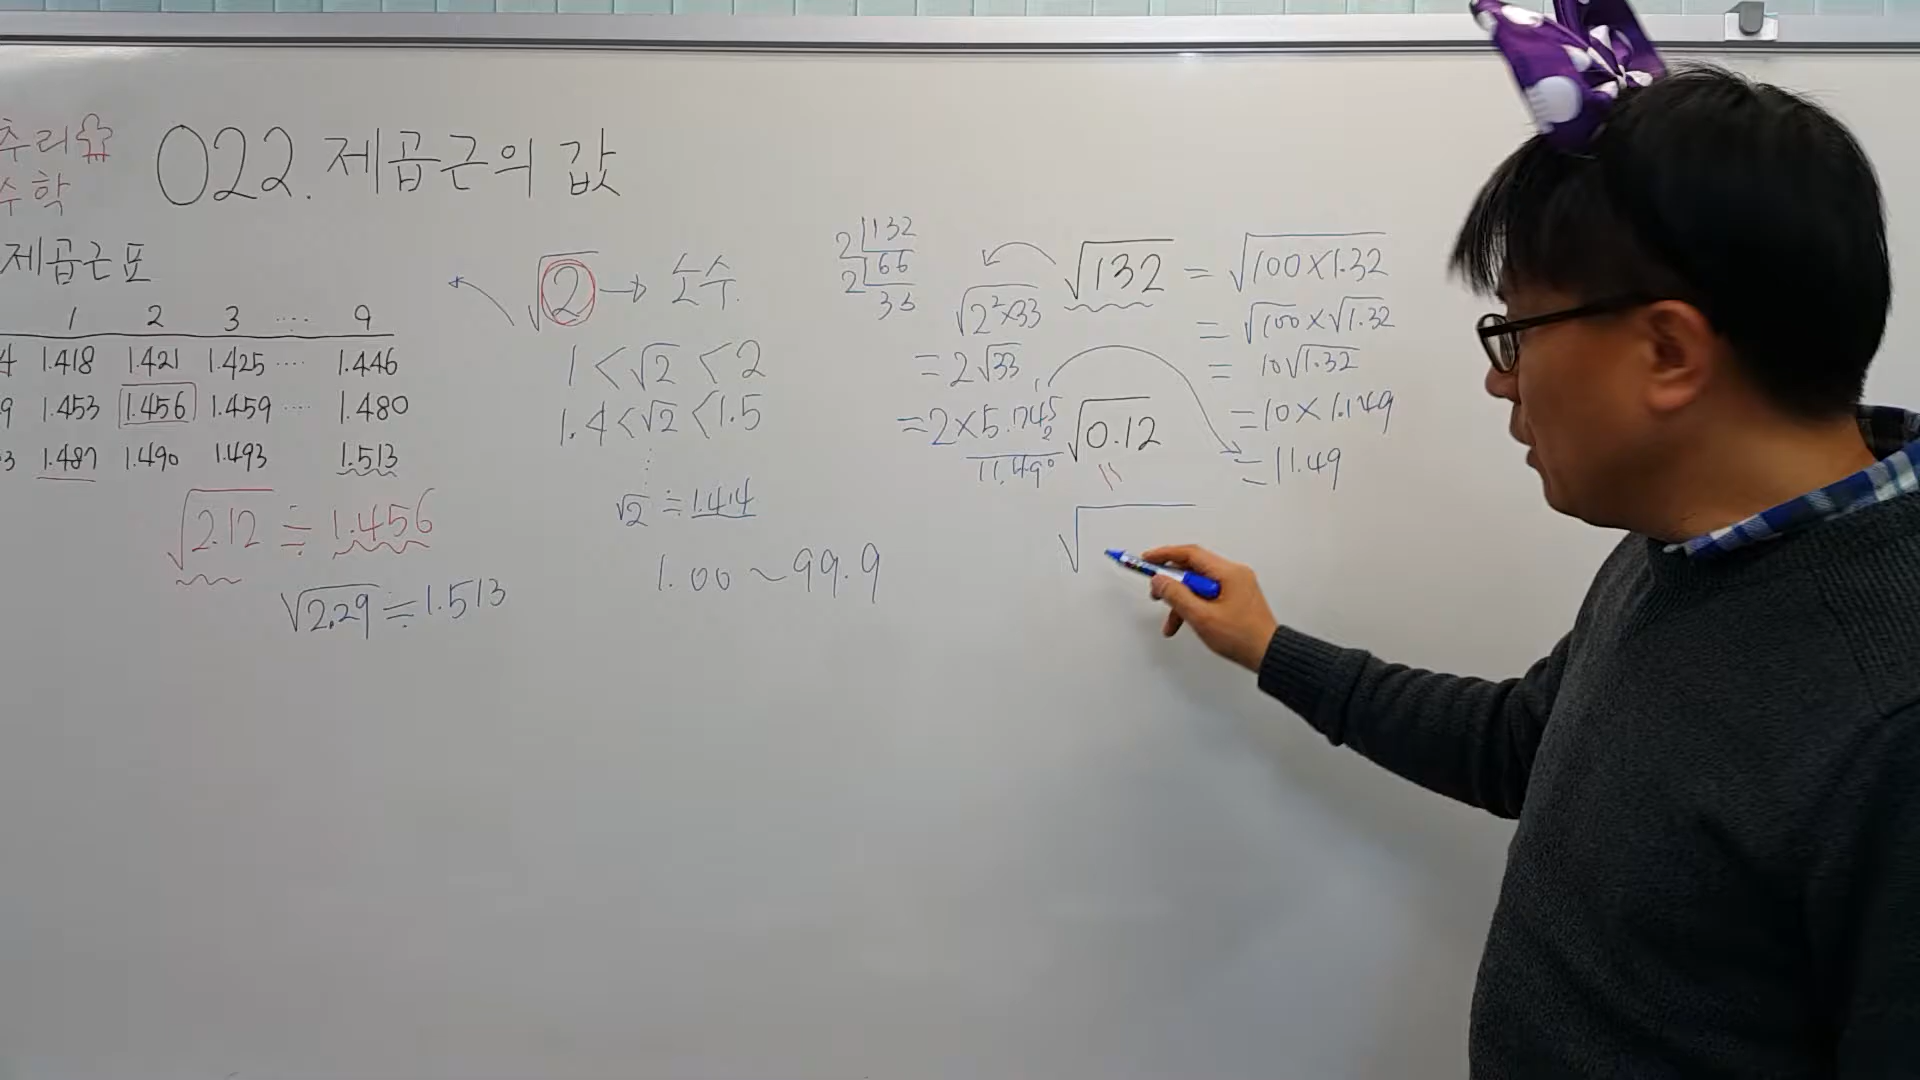 추리
수학
022. 제곱근의 값
제곱근표
1 2 3 ···· 9
4 1.418 1.421 1.425 ···· 1.446
9 1.453 1.456 1.459 ···· 1.480
3 1.487 1.490 1.493 1.513
√2.12 ≒ 1.456
√2.29 ≒ 1.513
√2 → 소수
1 < √2 < 2
1.4 < √2 < 1.5
√2 ≒ 1.414
1.00 ~ 99.9
2 132
2 66
33
√2²×33
= 2√33
= 2×5.745
11.490
√132 = √100×1.32
= √100 × √1.32
= 10√1.32
= 10 × 1.149
= 11.49
√0.12
√